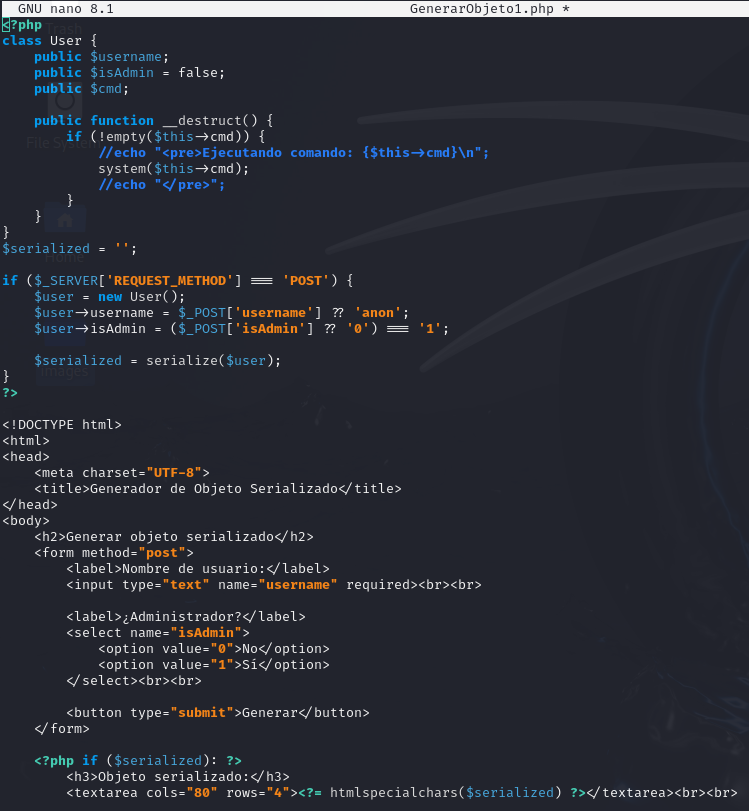 GNU nano 8.1 GenerarObjeto1.php *
<?php
class User {
    public $username;
    public $isAdmin = false;
    public $cmd;

    public function __destruct() {
        if (!empty($this->cmd)) {
            //echo "<pre>Ejecutando comando: {$this->cmd}\n";
            system($this->cmd);
            //echo "</pre>";
        }
    }
}
$serialized = '';

if ($_SERVER['REQUEST_METHOD'] === 'POST') {
    $user = new User();
    $user->username = $_POST['username'] ?? 'anon';
    $user->isAdmin = ($_POST['isAdmin'] ?? '0') === '1';

    $serialized = serialize($user);
}
?>

<!DOCTYPE html>
<html>
<head>
    <meta charset="UTF-8">
    <title>Generador de Objeto Serializado</title>
</head>
<body>
    <h2>Generar objeto serializado</h2>
    <form method="post">
        <label>Nombre de usuario:</label>
        <input type="text" name="username" required><br><br>

        <label>¿Administrador?</label>
        <select name="isAdmin">
            <option value="0">No</option>
            <option value="1">Sí</option>
        </select><br><br>

        <button type="submit">Generar</button>
    </form>

    <?php if ($serialized): ?>
        <h3>Objeto serializado:</h3>
        <textarea cols="80" rows="4"><?= htmlspecialchars($serialized) ?></textarea><br><br>
Trash
File System
Home
Images